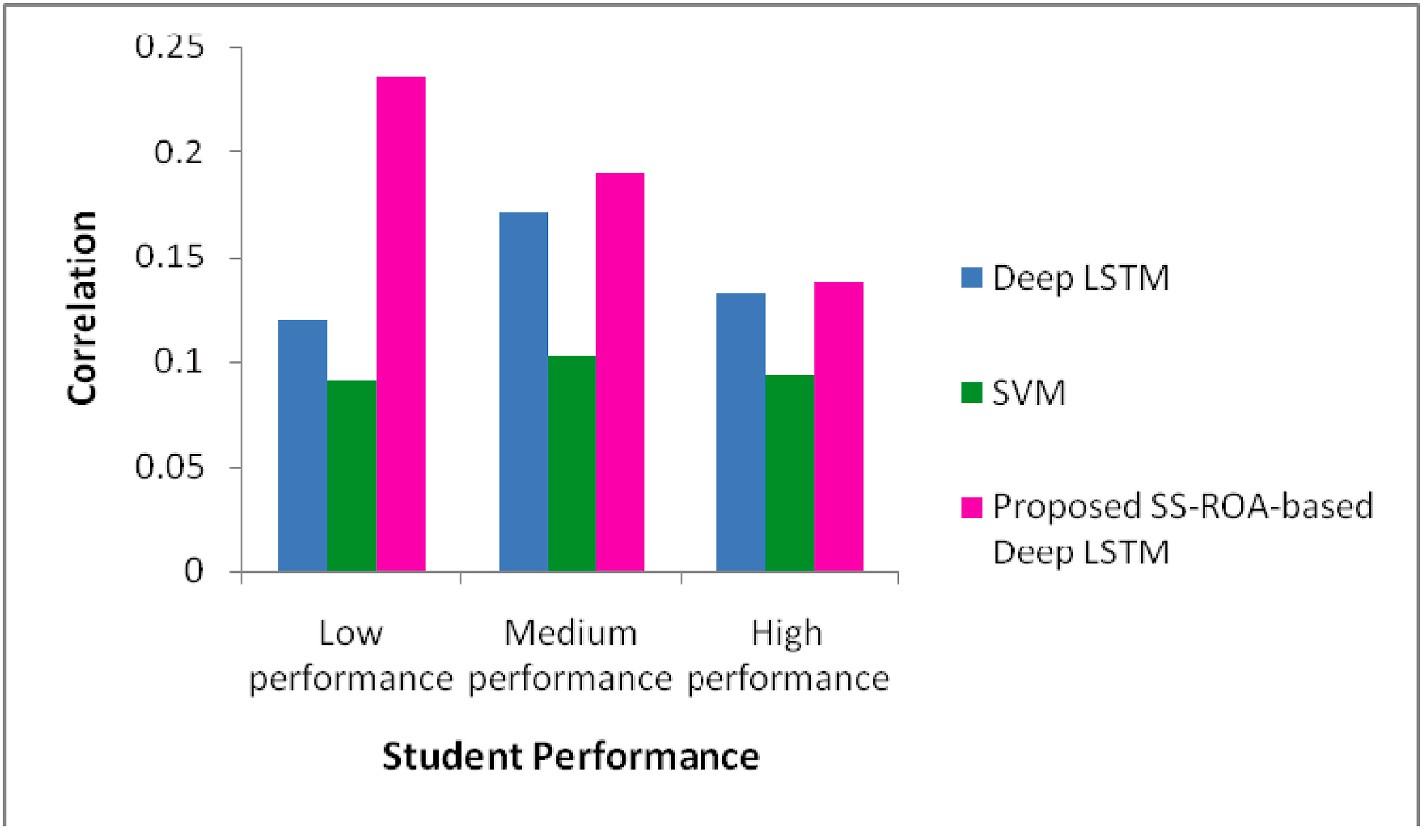 0.25
0.2
0.15
0.1
0.05
0
Correlation
Low
performance
Medium
performance
High
performance
Student Performance
Deep LSTM
SVM
Proposed SS-ROA-based
Deep LSTM